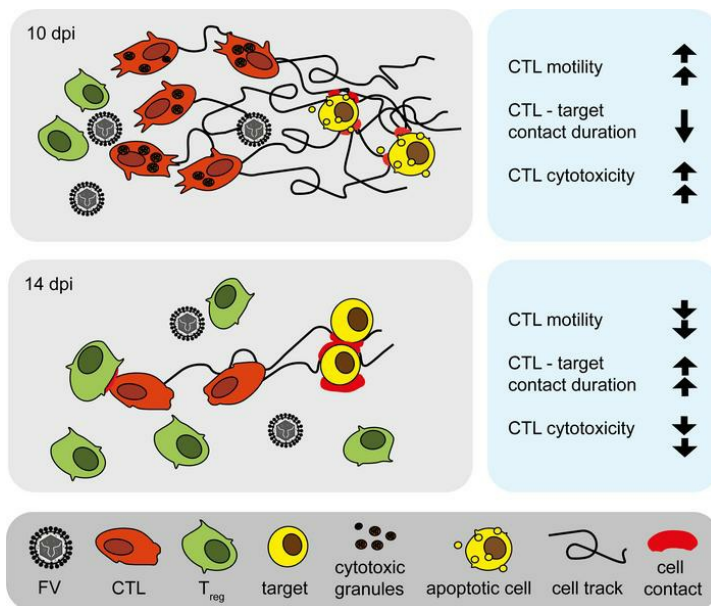 10 dpi
CTL motility
CTL - target
contact duration
CTL cytotoxicity
14 dpi
CTL motility
CTL - target
contact duration
CTL cytotoxicity
FV
CTL
Treg
target
cytotoxic
granules
apoptotic cell
cell track
cell
contact